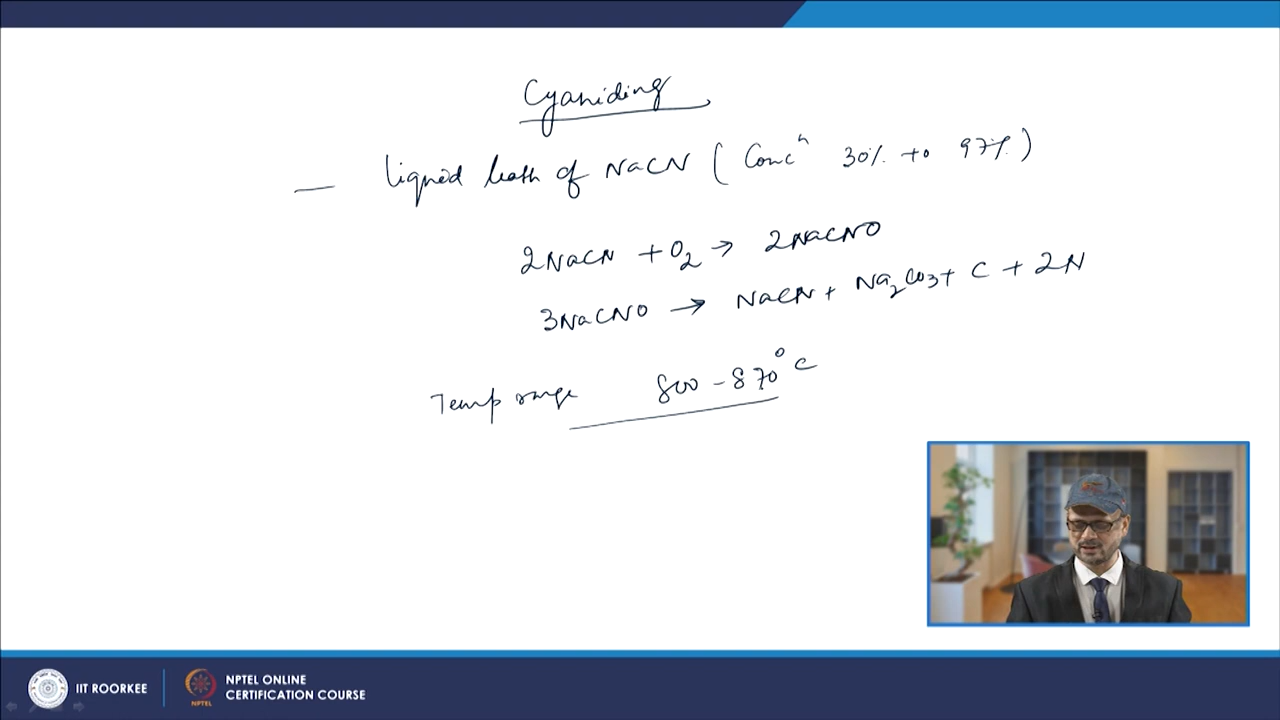 Cyaniding
— Liquid bath of NaCN ( Concⁿ 30% to 97% )
2NaCN + O₂ → 2NaCNO
3NaCNO → NaCN + Na₂CO₃ + C + 2N
Temp range 800 - 870°C
IIT ROORKEE
NPTEL
NPTEL ONLINE
CERTIFICATION COURSE